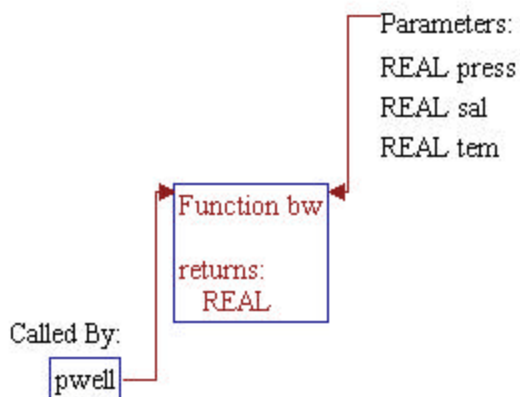 Parameters:
REAL press
REAL sal
REAL tem
Function bw
returns:
REAL
Called By:
pwell